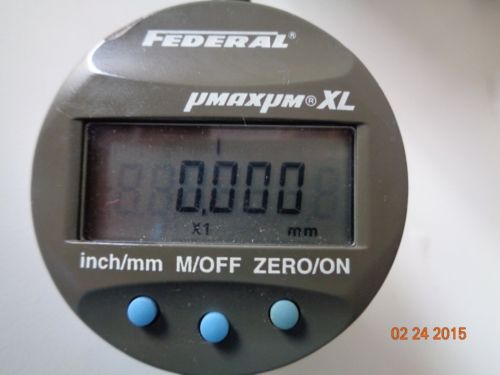 FEDERAL®
µMAXµM® XL
0.000
X1 mm
inch/mm M/OFF ZERO/ON
02 24 2015